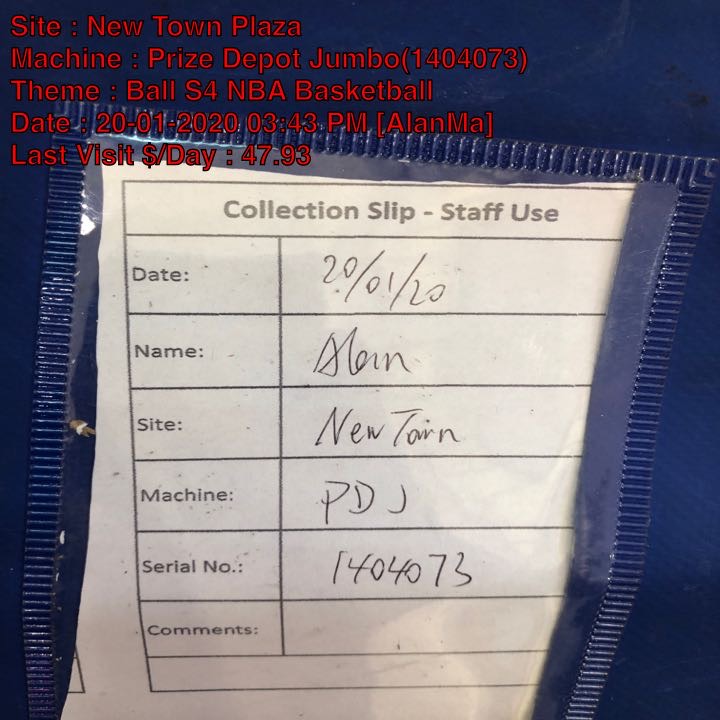 Site : New Town Plaza
Machine : Prize Depot Jumbo(1404073)
Theme : Ball S4 NBA Basketball
Date : 20-01-2020 03:43 PM [AlanMa]
Last Visit $/Day : 47.93
Collection Slip - Staff Use
Date: 20/01/20
Name: Alan
Site: New Town
Machine: PDJ
Serial No.: 1404073
Comments: